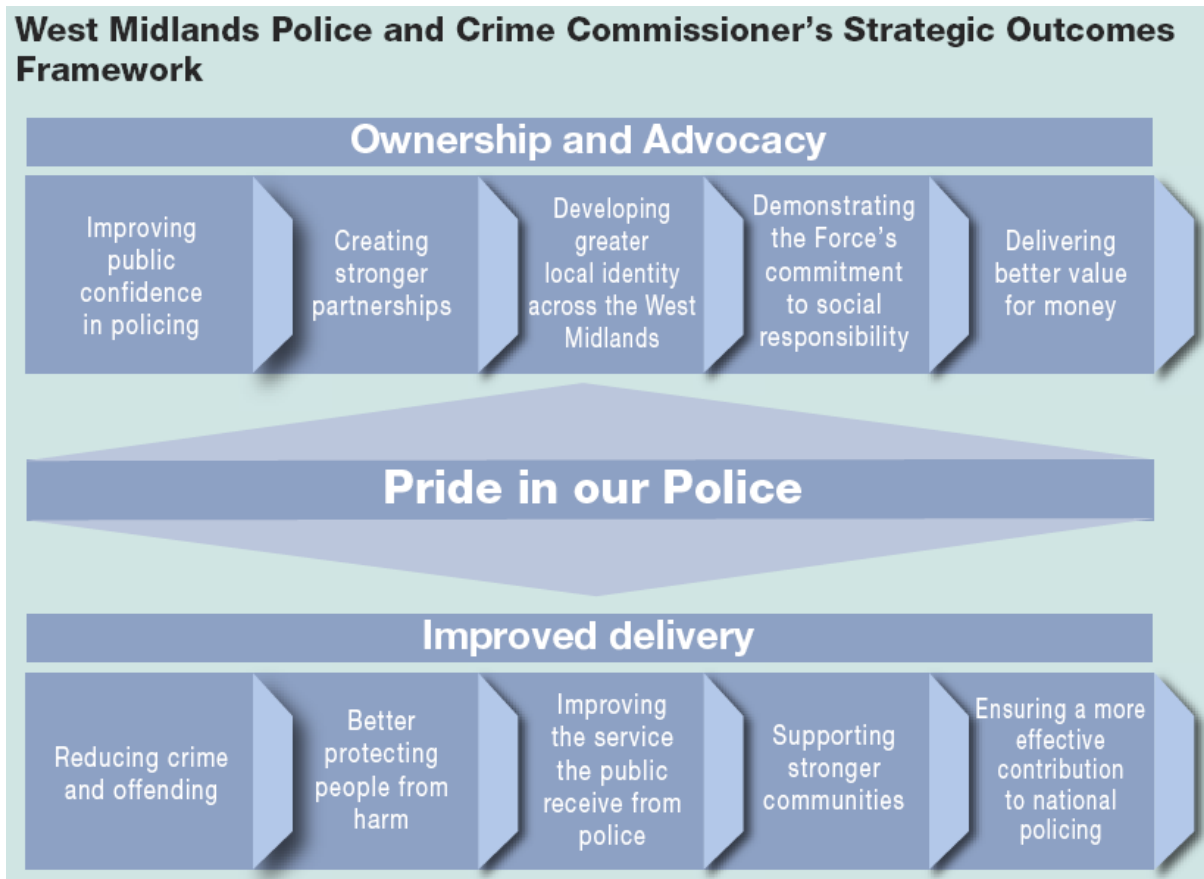 West Midlands Police and Crime Commissioner's Strategic Outcomes
Framework
Ownership and Advocacy
Improving
public
confidence
in policing
Creating
stronger
partnerships
Developing
greater
local identity
across the West
Midlands
Demonstrating
the Force's
commitment
to social
responsibility
Delivering
better value
for money
Pride in our Police
Improved delivery
Reducing crime
and offending
Better
protecting
people from
harm
Improving
the service
the public
receive from
police
Supporting
stronger
communities
Ensuring a more
effective
contribution
to national
policing